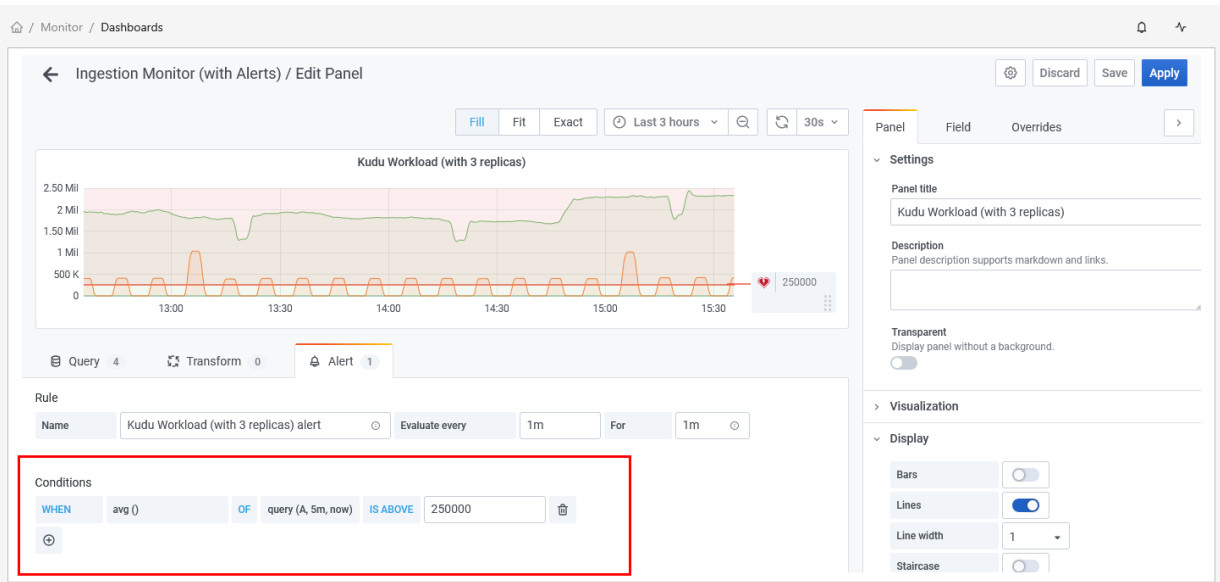 / Monitor / Dashboards
Ingestion Monitor (with Alerts) / Edit Panel
Discard Save Apply
Fill Fit Exact Last 3 hours 30s
Panel Field Overrides
Kudu Workload (with 3 replicas)
2.50 Mil
2 Mil
1.50 Mil
1 Mil
500 K
0
13:00 13:30 14:00 14:30 15:00 15:30
250000
Query 4 Transform 0 Alert 1
Rule
Name Kudu Workload (with 3 replicas) alert Evaluate every 1m For 1m
Conditions
WHEN avg () OF query (A, 5m, now) IS ABOVE 250000
Settings
Panel title
Kudu Workload (with 3 replicas)
Description
Panel description supports markdown and links.
Transparent
Display panel without a background.
Visualization
Display
Bars
Lines
Line width 1
Staircase